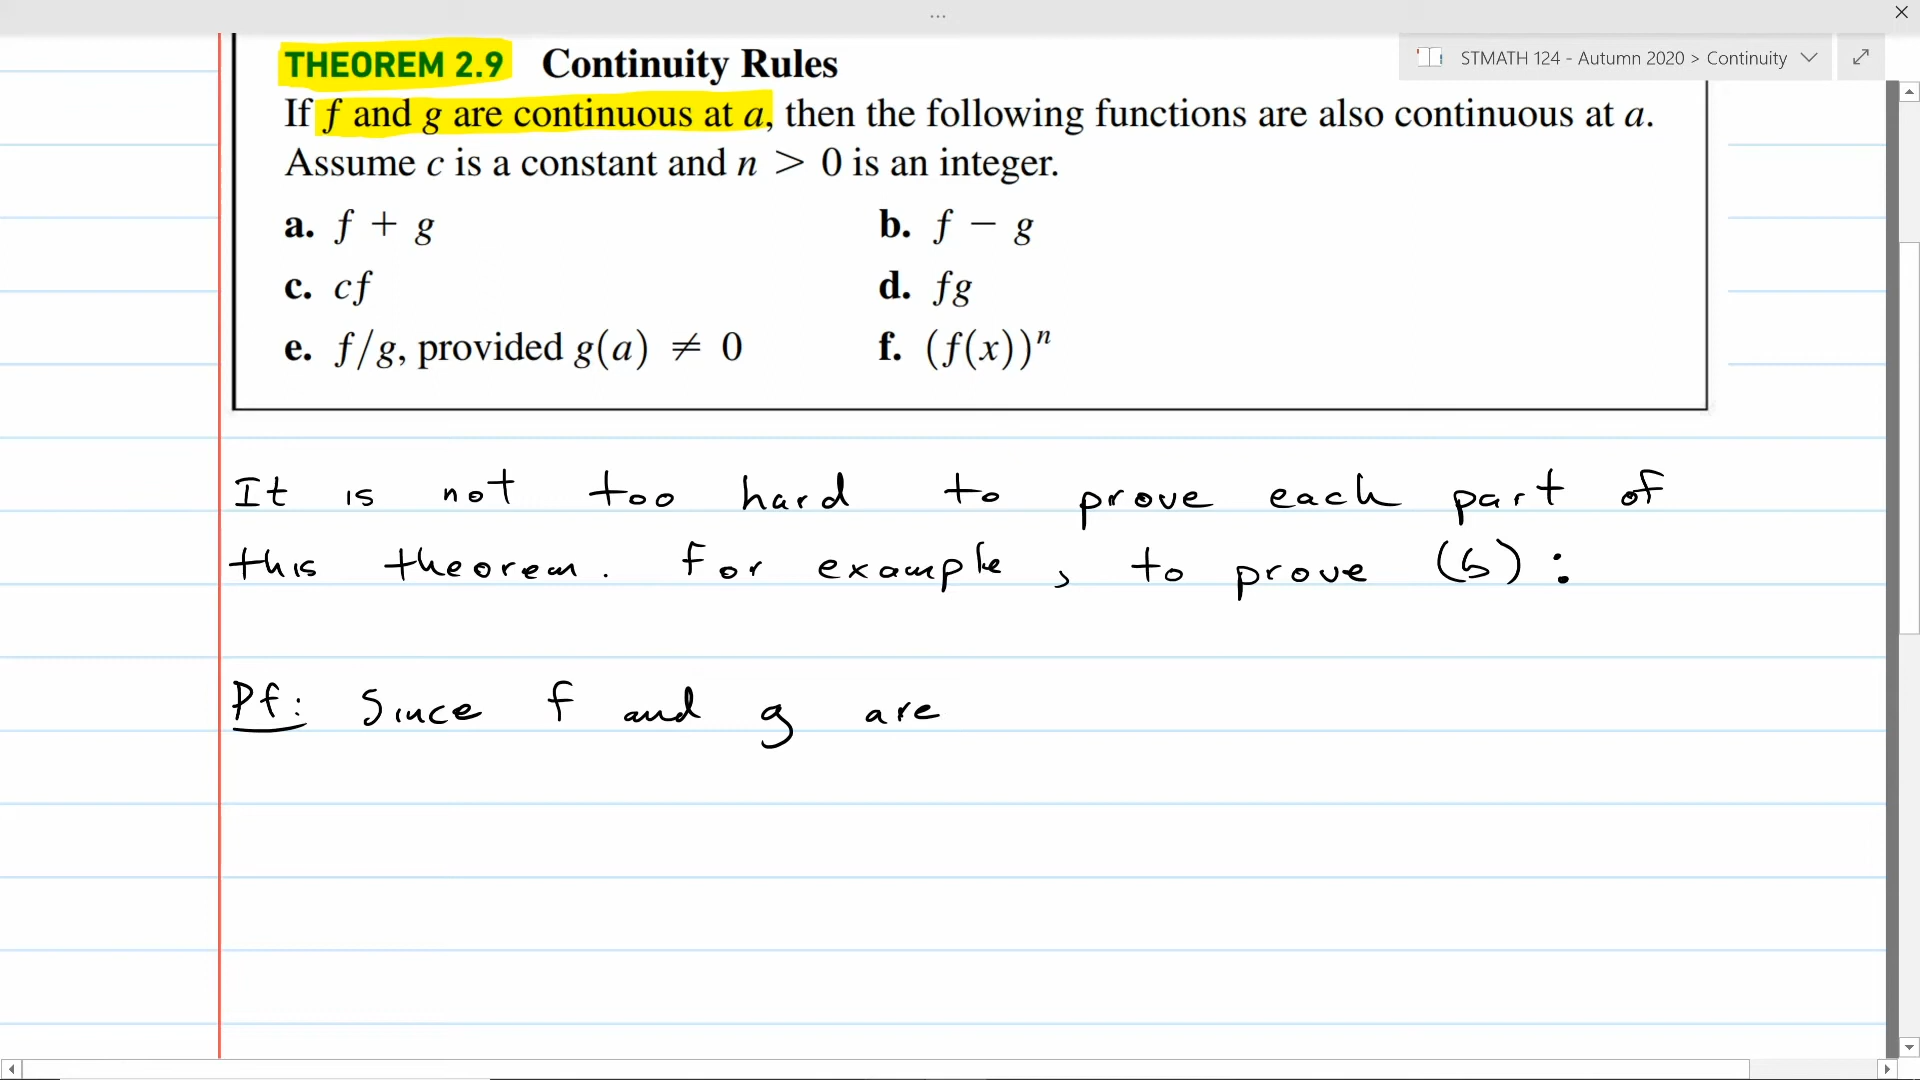 ...
THEOREM 2.9 Continuity Rules
STMATH 124 - Autumn 2020 > Continuity
If f and g are continuous at a, then the following functions are also continuous at a.
Assume c is a constant and n > 0 is an integer.
a. f + g
b. f − g
c. cf
d. fg
e. f/g, provided g(a) ≠ 0
f. (f(x))ⁿ
It is not too hard to prove each part of
this theorem. For example, to prove (b):
Pf: Since f and g are